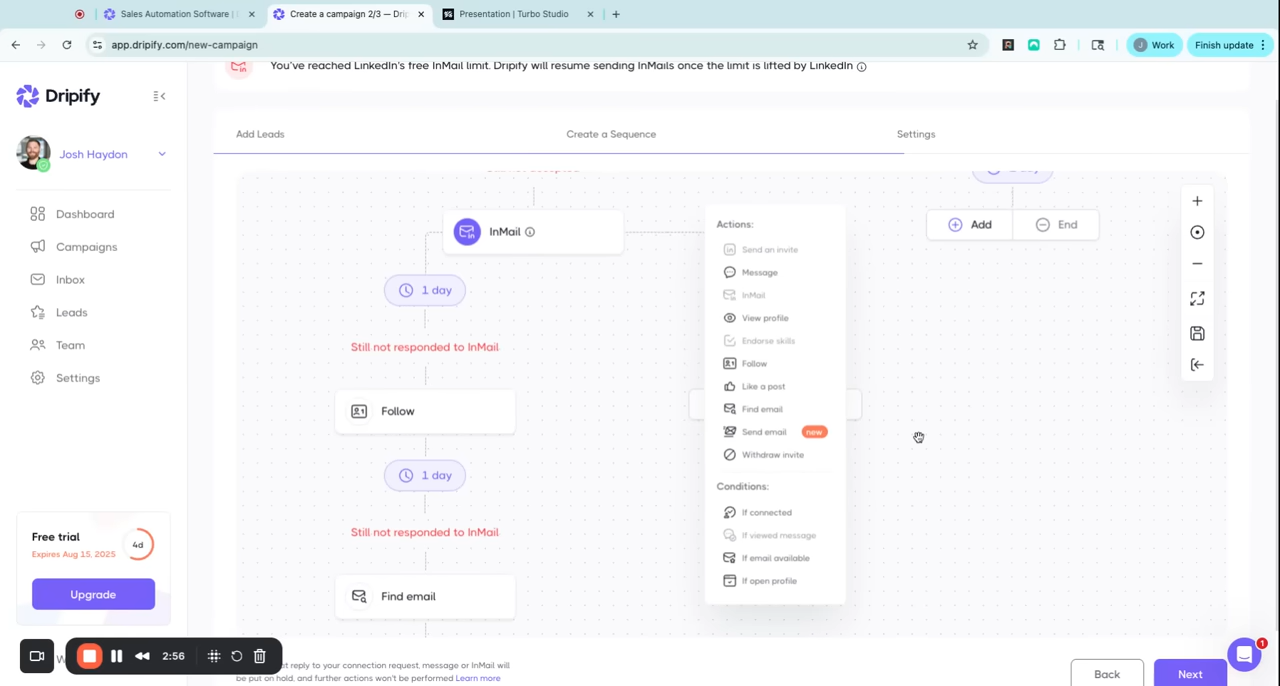 Sales Automation Software |
Create a campaign 2/3 — Drip
Presentation | Turbo Studio
app.dripify.com/new-campaign
Work
Finish update
You've reached LinkedIn's free InMail limit. Dripify will resume sending InMails once the limit is lifted by LinkedIn
Dripify
Josh Haydon
Dashboard
Campaigns
Inbox
Leads
Team
Settings
Free trial
Expires Aug 15, 2025
4d
Upgrade
2:56
Add Leads
Create a Sequence
Settings
InMail
1 day
Still not responded to InMail
Follow
1 day
Still not responded to InMail
Find email
Actions:
Send an invite
Message
InMail
View profile
Endorse skills
Follow
Like a post
Find email
Send email new
Withdraw invite
Conditions:
If connected
If viewed message
If email available
If open profile
Add
End
not reply to your connection request, message or InMail will
be put on hold, and further actions won't be performed Learn more
Back
Next
1